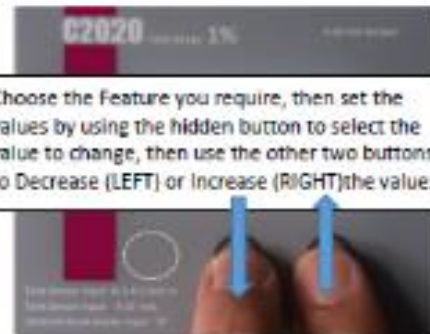 C2020 1%
Choose the Feature you require, then set the
values by using the hidden button to select the
value to change, then use the other two buttons
to Decrease (LEFT) or Increase (RIGHT)the value